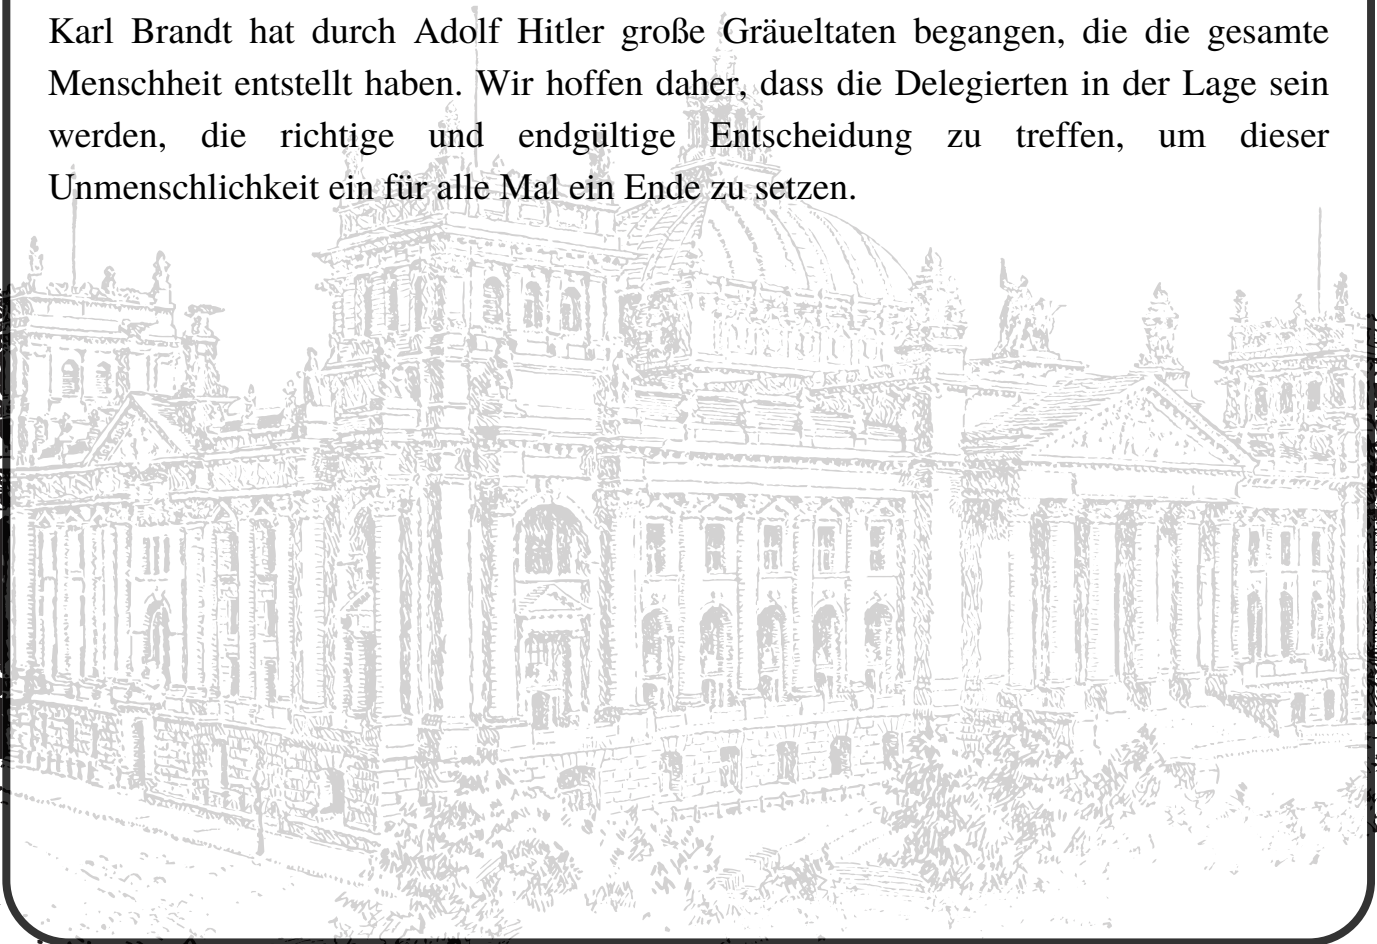 Karl Brandt hat durch Adolf Hitler große Gräueltaten begangen, die die gesamte
Menschheit entstellt haben. Wir hoffen daher, dass die Delegierten in der Lage sein
werden, die richtige und endgültige Entscheidung zu treffen, um dieser
Unmenschlichkeit ein für alle Mal ein Ende zu setzen.